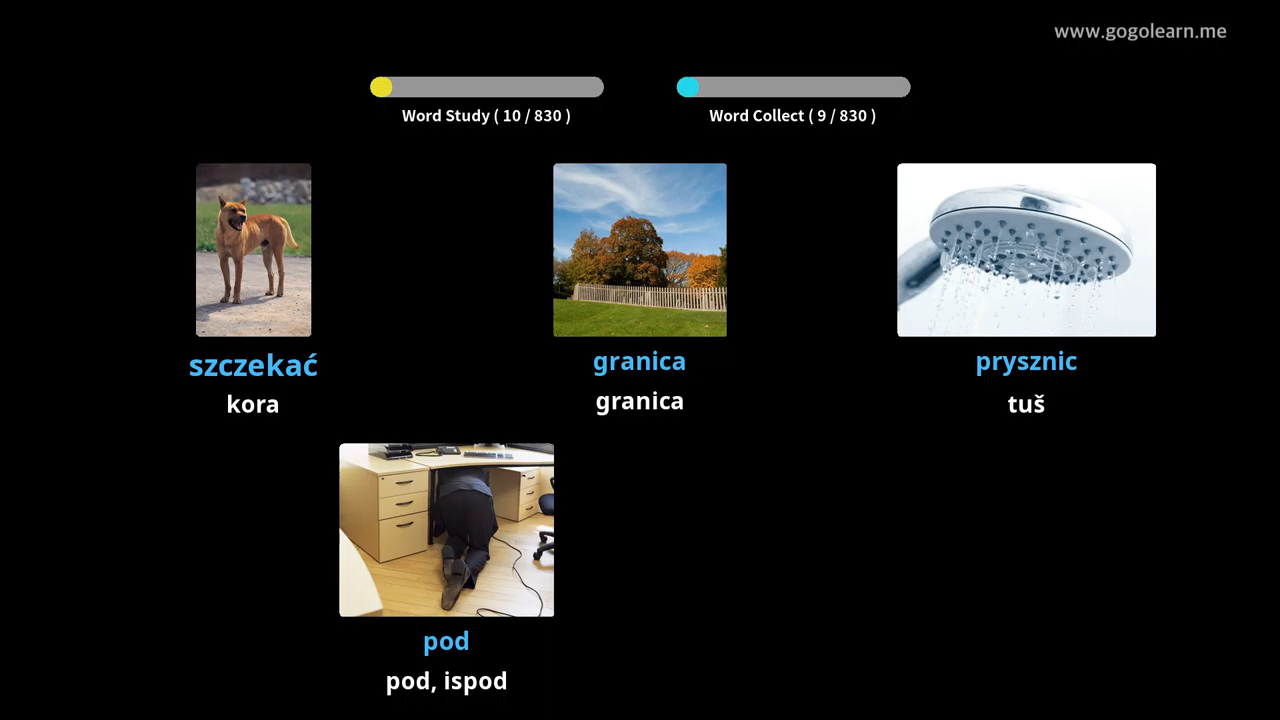 www.gogolearn.me
Word Study ( 10 / 830 )
Word Collect ( 9 / 830 )
szczekać
kora
granica
granica
prysznic
tuš
pod
pod, ispod